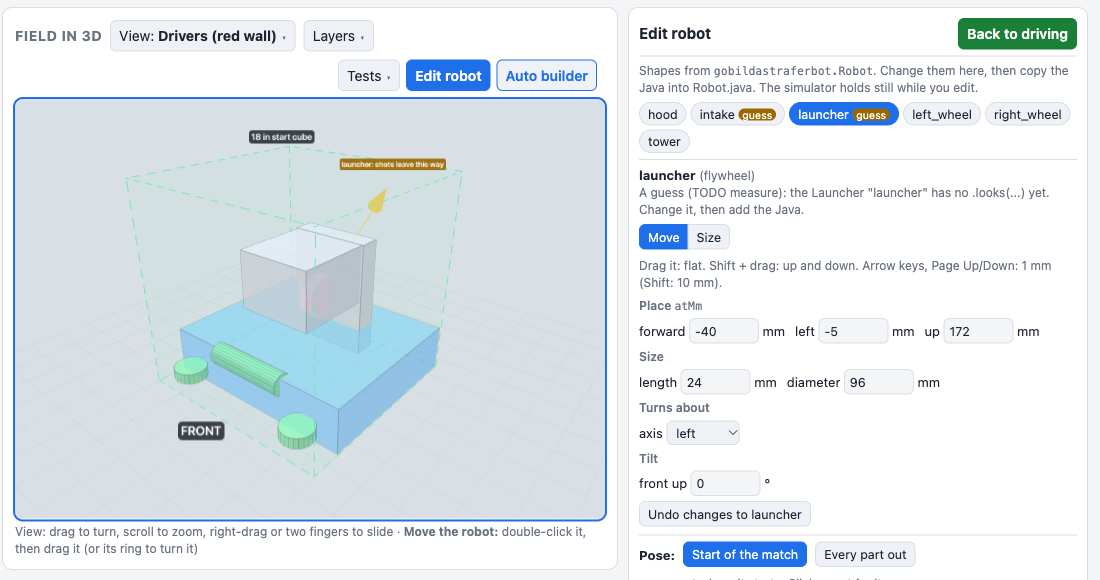 FIELD IN 3D
View: Drivers (red wall)
Layers
Tests
Edit robot
Auto builder
18 in start cube
launcher: shots leave this way
FRONT
View: drag to turn, scroll to zoom, right-drag or two fingers to slide · Move the robot: double-click it,
then drag it (or its ring to turn it)
Edit robot
Back to driving
Shapes from gobildastraferbot.Robot. Change them here, then copy the
Java into Robot.java. The simulator holds still while you edit.
hood
intake guess
launcher guess
left_wheel
right_wheel
tower
launcher (flywheel)
A guess (TODO measure): the Launcher "launcher" has no .looks(...) yet.
Change it, then add the Java.
Move
Size
Drag it: flat. Shift + drag: up and down. Arrow keys, Page Up/Down: 1 mm
(Shift: 10 mm).
Place atMm
forward -40 mm left -5 mm up 172 mm
Size
length 24 mm diameter 96 mm
Turns about
axis left
Tilt
front up 0 °
Undo changes to launcher
Pose: Start of the match Every part out